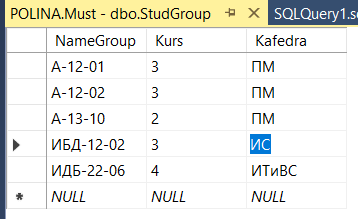 POLINA.Must - dbo.StudGroup SQLQuery1.s
NameGroup Kurs Kafedra
А-12-01 3 ПМ
А-12-02 3 ПМ
А-13-10 2 ПМ
ИБД-12-02 3 ИС
ИДБ-22-06 4 ИТиВС
NULL NULL NULL